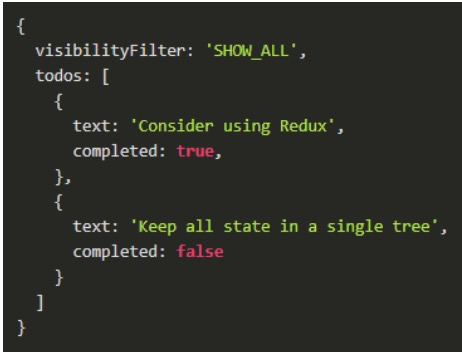 {
  visibilityFilter: 'SHOW_ALL',
  todos: [
    {
      text: 'Consider using Redux',
      completed: true,
    },
    {
      text: 'Keep all state in a single tree',
      completed: false
    }
  ]
}